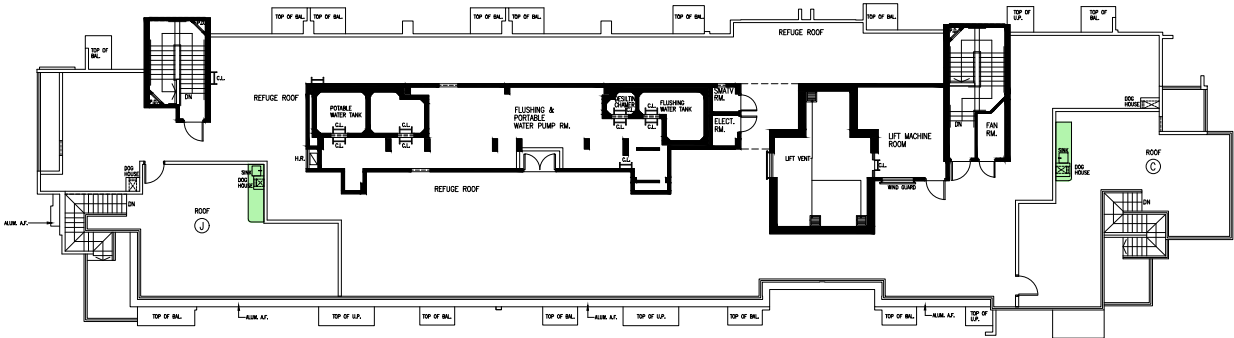 TOP OF BAL.
TOP OF BAL.
TOP OF BAL.
TOP OF BAL.
TOP OF BAL.
TOP OF BAL.
TOP OF U.P.
TOP OF BAL.
TOP OF BAL.
REFUGE ROOF
C.L.
DN
REFUGE ROOF
POTABLE WATER TANK
C.L.
C.L.
C.L.
C.L.
FLUSHING & PORTABLE WATER PUMP RM.
C.L.
C.L.
C.L.
C.L.
C.L.
FLUSHING WATER TANK
SMATV RM.
ELECT. RM.
LIFT MACHINE ROOM
LIFT VENT
C.L.
WIND GUARD
DN
FAN RM.
DOG HOUSE
H.R.
REFUGE ROOF
DOG HOUSE
SINK
DOG HOUSE
DN
ROOF
J
ALUM. A.F.
SINK
DOG HOUSE
ROOF
C
DN
TOP OF BAL.
ALUM. A.F.
TOP OF U.P.
TOP OF BAL.
TOP OF BAL.
ALUM. A.F.
TOP OF U.P.
TOP OF BAL.
TOP OF BAL.
ALUM. A.F.
TOP OF U.P.